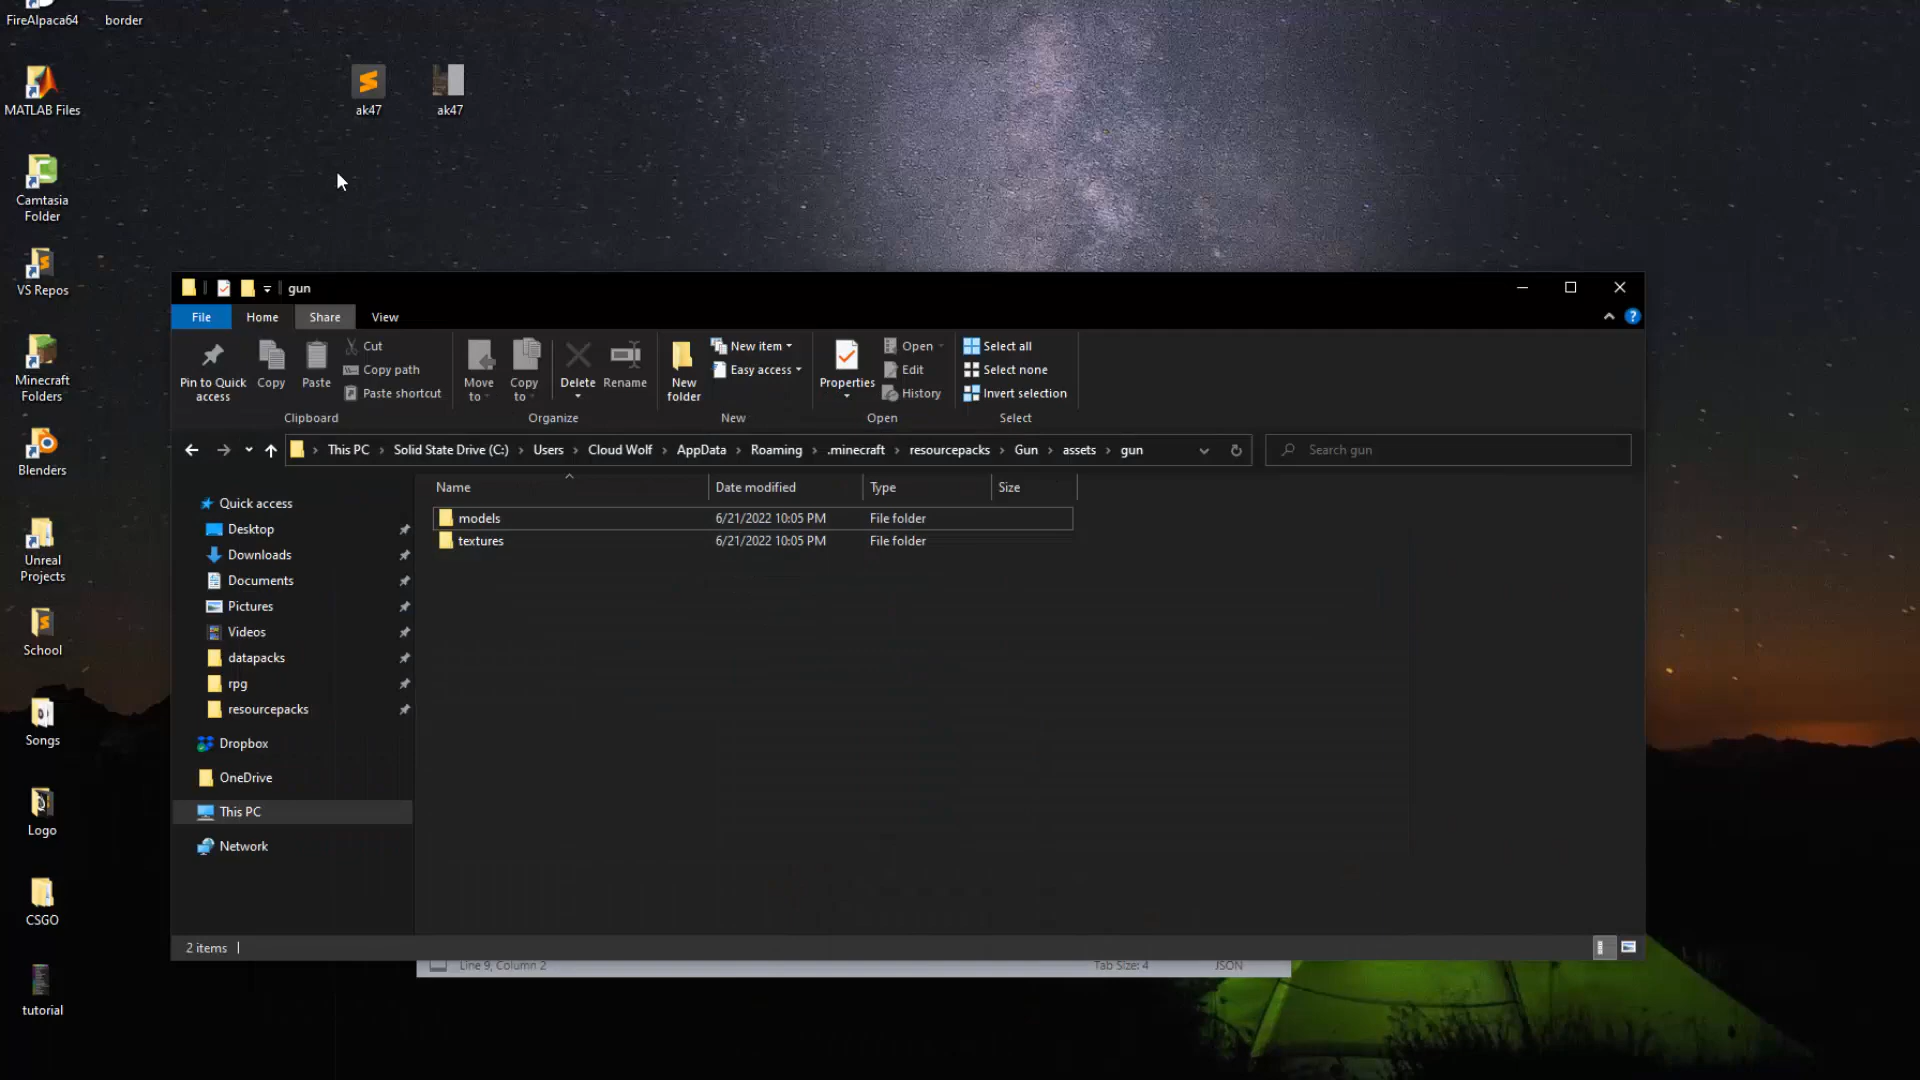 FireAlpaca64
border
MATLAB Files
ak47
ak47
Camtasia
Folder
VS Repos
Minecraft
Folders
Blenders
Unreal
Projects
School
Songs
Logo
CSGO
tutorial
gun
File
Home
Share
View
Pin to Quick
access
Copy
Paste
Cut
Copy path
Paste shortcut
Clipboard
Move
to
Copy
to
Delete
Rename
Organize
New
folder
New item
Easy access
New
Properties
Open
Edit
History
Open
Select all
Select none
Invert selection
Select
This PC > Solid State Drive (C:) > Users > Cloud Wolf > AppData > Roaming > .minecraft > resourcepacks > Gun > assets > gun
Search gun
Quick access
Desktop
Downloads
Documents
Pictures
Videos
datapacks
rpg
resourcepacks
Dropbox
OneDrive
This PC
Network
Name Date modified Type Size
models 6/21/2022 10:05 PM File folder
textures 6/21/2022 10:05 PM File folder
2 items
Line 9, Column 2
Tab Size: 4
JSON